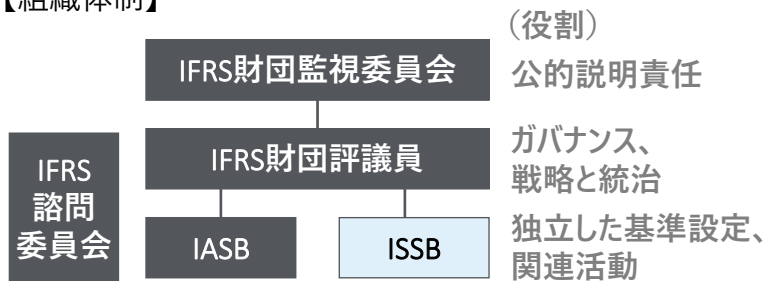 【組織体制】
（役割）
IFRS財団監視委員会
公的説明責任
IFRS
諮問
委員会
IFRS財団評議員
ガバナンス、
戦略と統治
IASB
ISSB
独立した基準設定、
関連活動